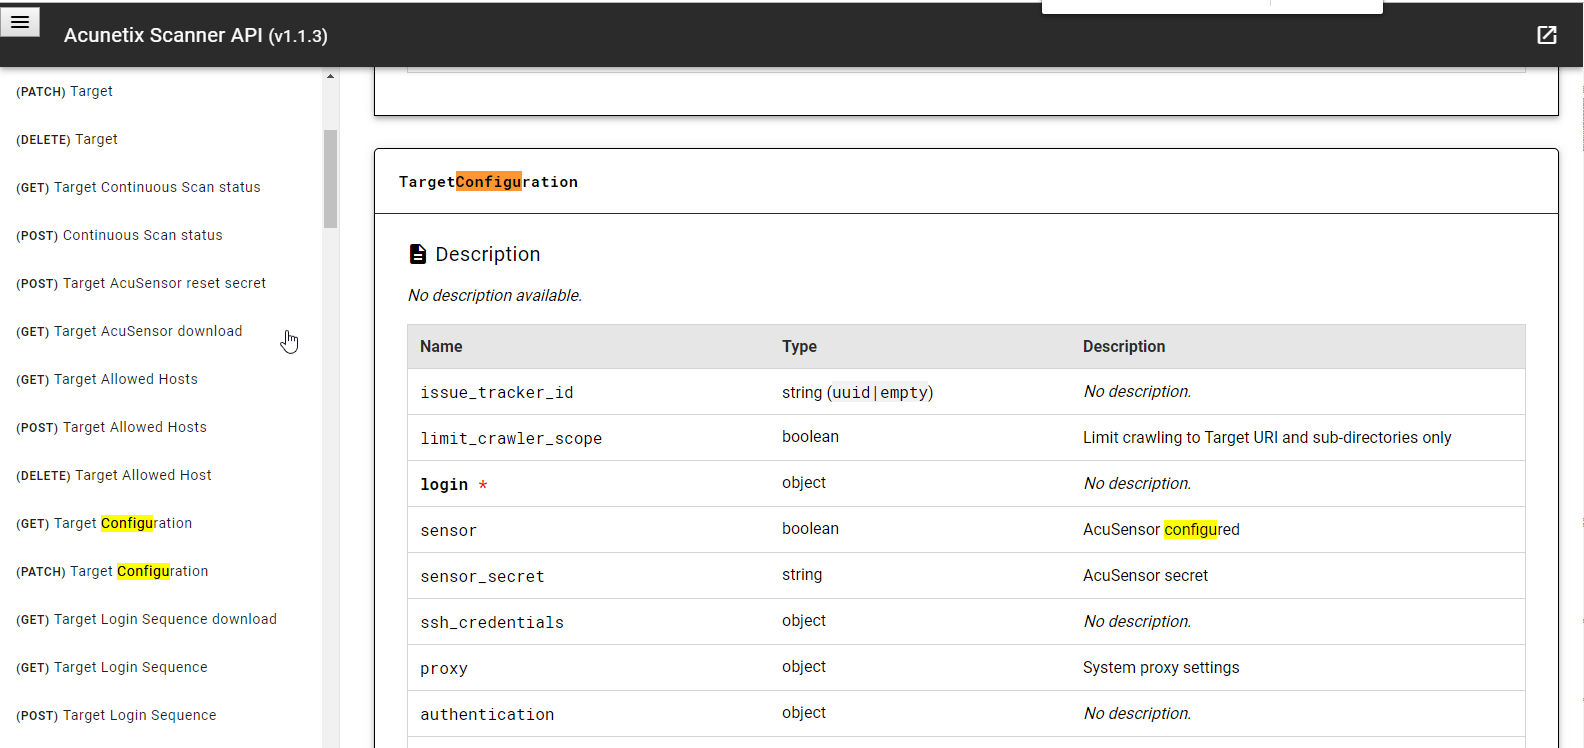 Acunetix Scanner API (v1.1.3)
(PATCH) Target
(DELETE) Target
(GET) Target Continuous Scan status
(POST) Continuous Scan status
(POST) Target AcuSensor reset secret
(GET) Target AcuSensor download
(GET) Target Allowed Hosts
(POST) Target Allowed Hosts
(DELETE) Target Allowed Host
(GET) Target Configuration
(PATCH) Target Configuration
(GET) Target Login Sequence download
(GET) Target Login Sequence
(POST) Target Login Sequence
TargetConfiguration
Description
No description available.
Name Type Description
issue_tracker_id string (uuid|empty) No description.
limit_crawler_scope boolean Limit crawling to Target URI and sub-directories only
login * object No description.
sensor boolean AcuSensor configured
sensor_secret string AcuSensor secret
ssh_credentials object No description.
proxy object System proxy settings
authentication object No description.